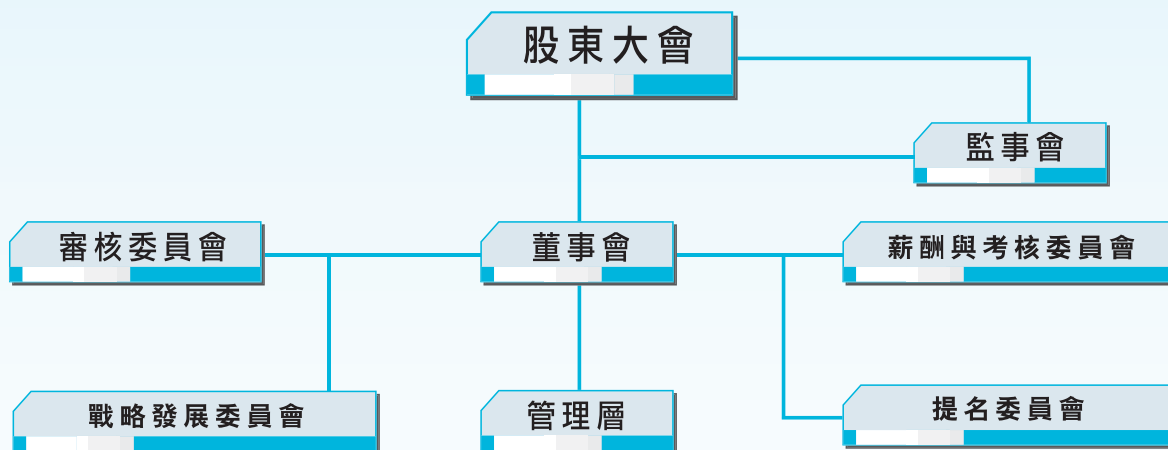 股東大會
監事會
審核委員會
董事會
薪酬與考核委員會
戰略發展委員會
管理層
提名委員會